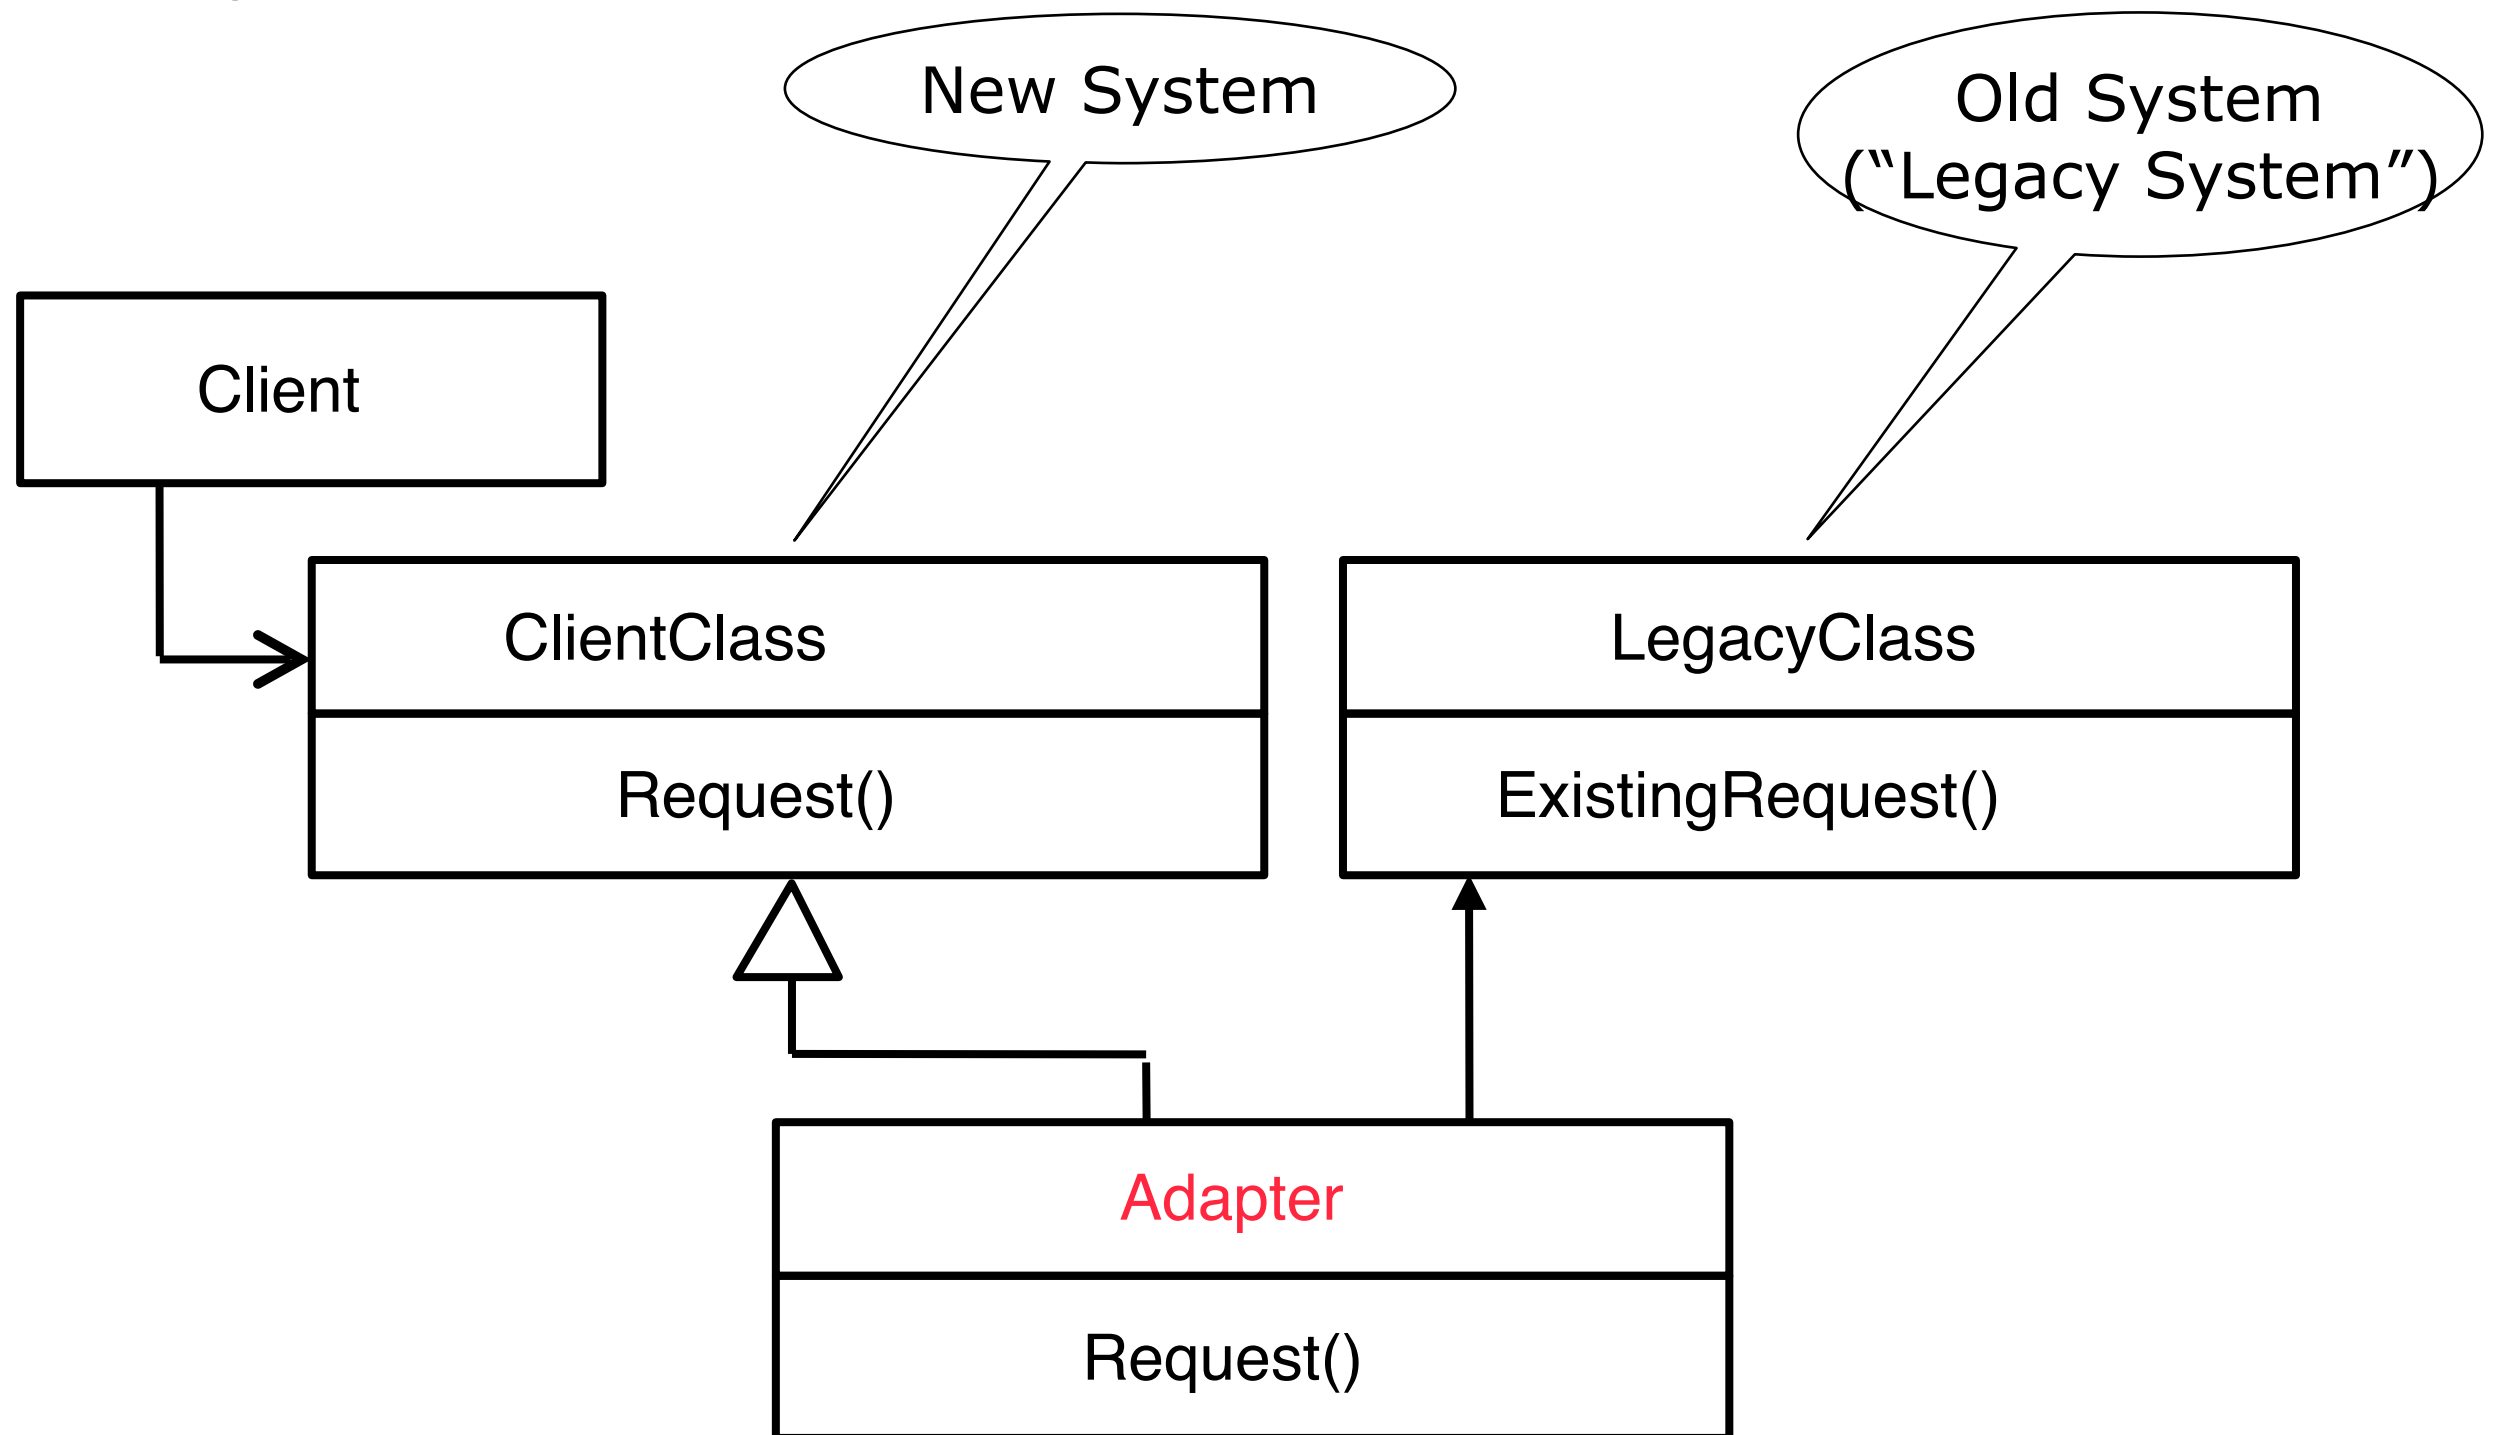 New System
Old System
(“Legacy System”)
Client
ClientClass
LegacyClass
Request()
ExistingRequest()
Adapter
Request()